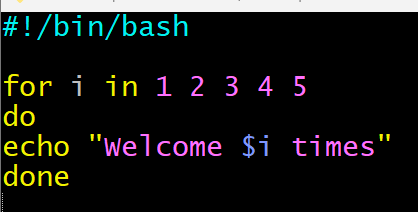 #!/bin/bash
for i in 1 2 3 4 5
do
echo "Welcome $i times"
done